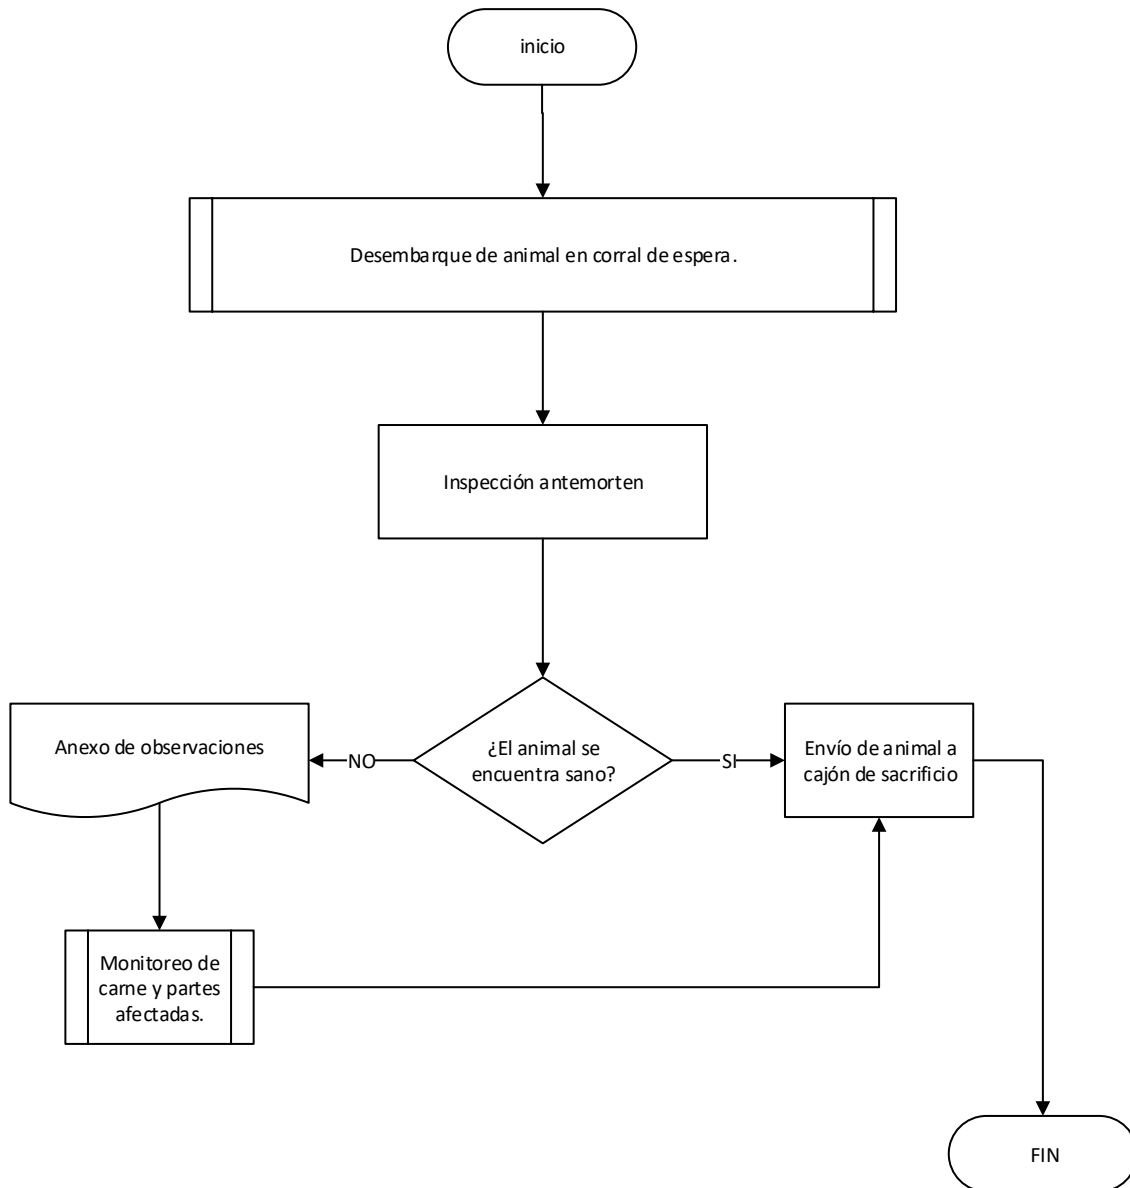 inicio
Desembarque de animal en corral de espera.
Inspección antemorten
¿El animal se
encuentra sano?
NO
SI
Anexo de observaciones
Envío de animal a
cajón de sacrificio
Monitoreo de
carne y partes
afectadas.
FIN